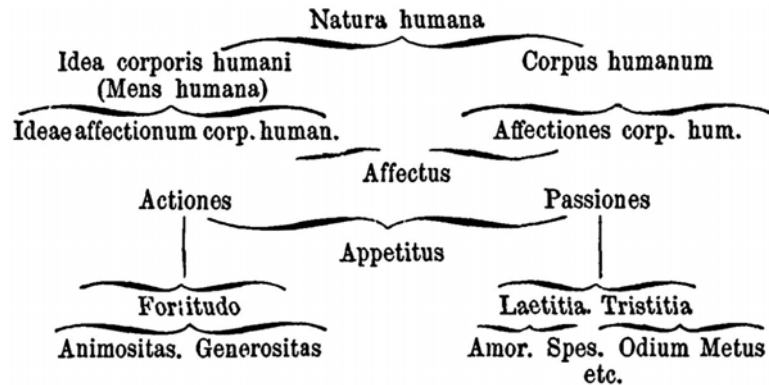 Natura humana
Idea corporis humani Corpus humanum
(Mens humana)
Ideae affectionum corp. human. Affectiones corp. hum.
Affectus
Actiones Passiones
Appetitus
Fortitudo Laetitia. Tristitia
Animositas. Generositas Amor. Spes. Odium Metus
etc.